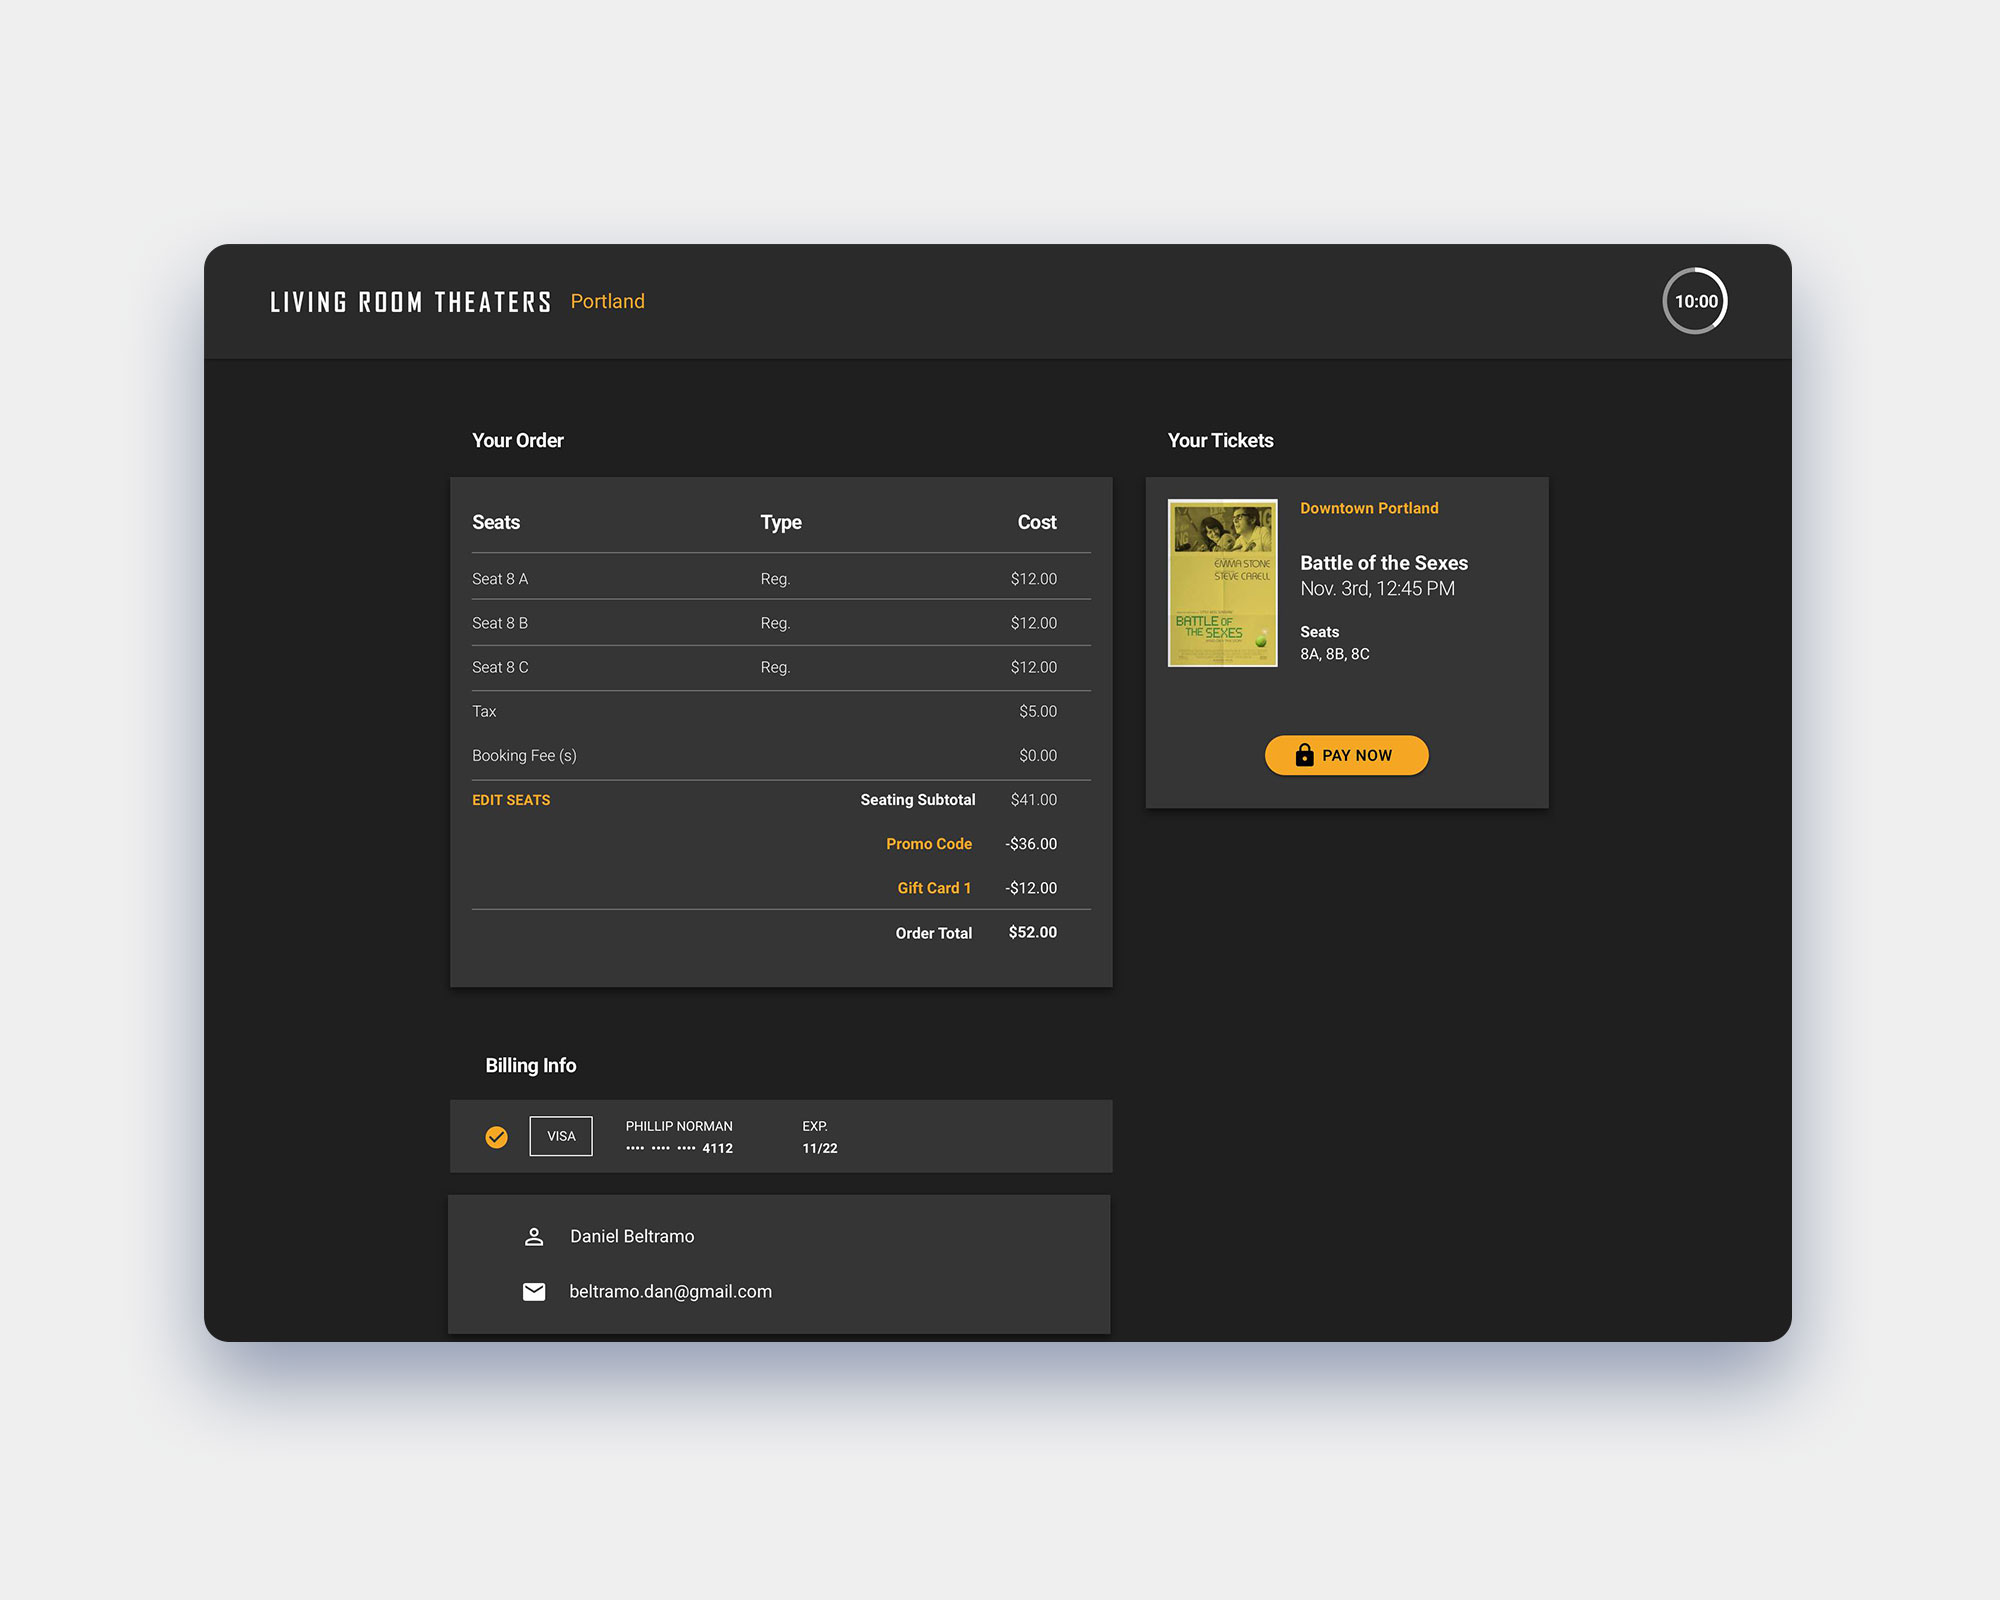 LIVING ROOM THEATERS Portland
10:00
Your Order
Seats Type Cost
Seat 8 A Reg. $12.00
Seat 8 B Reg. $12.00
Seat 8 C Reg. $12.00
Tax $5.00
Booking Fee (s) $0.00
EDIT SEATS Seating Subtotal $41.00
Promo Code -$36.00
Gift Card 1 -$12.00
Order Total $52.00
Your Tickets
EMMA STONE
STEVE CARELL
BATTLE OF
THE SEXES
Downtown Portland
Battle of the Sexes
Nov. 3rd, 12:45 PM
Seats
8A, 8B, 8C
PAY NOW
Billing Info
VISA
PHILLIP NORMAN EXP.
•••• •••• •••• 4112 11/22
Daniel Beltramo
beltramo.dan@gmail.com